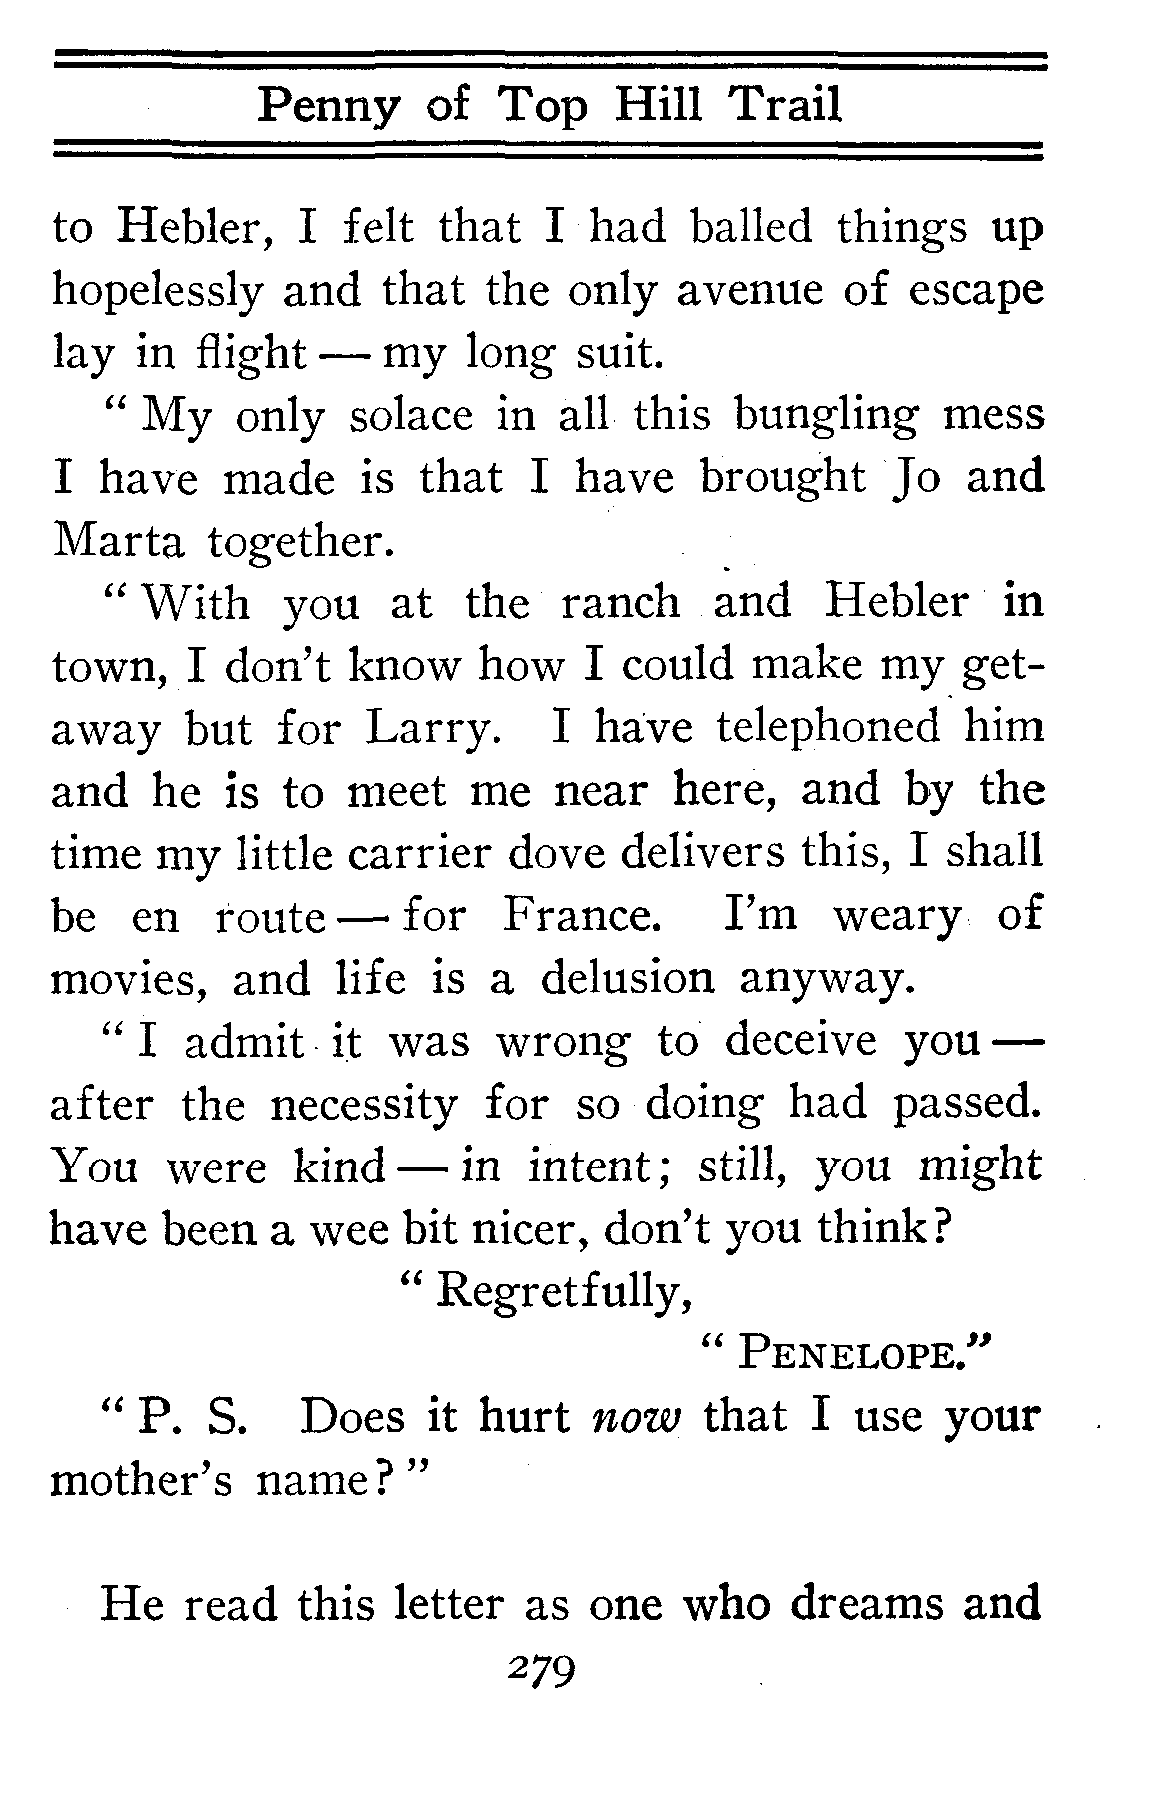 Penny of Top Hill Trail
to Hebler, I felt that I had balled things up
hopelessly and that the only avenue of escape
lay in flight — my long suit.
“ My only solace in all this bungling mess
I have made is that I have brought Jo and
Marta together.
“ With you at the ranch and Hebler in
town, I don’t know how I could make my get-
away but for Larry. I have telephoned him
and he is to meet me near here, and by the
time my little carrier dove delivers this, I shall
be en route — for France. I’m weary of
movies, and life is a delusion anyway.
“ I admit it was wrong to deceive you —
after the necessity for so doing had passed.
You were kind — in intent; still, you might
have been a wee bit nicer, don’t you think?
“ Regretfully,
“ PENELOPE.”
“ P. S. Does it hurt now that I use your
mother’s name? ”
He read this letter as one who dreams and
279